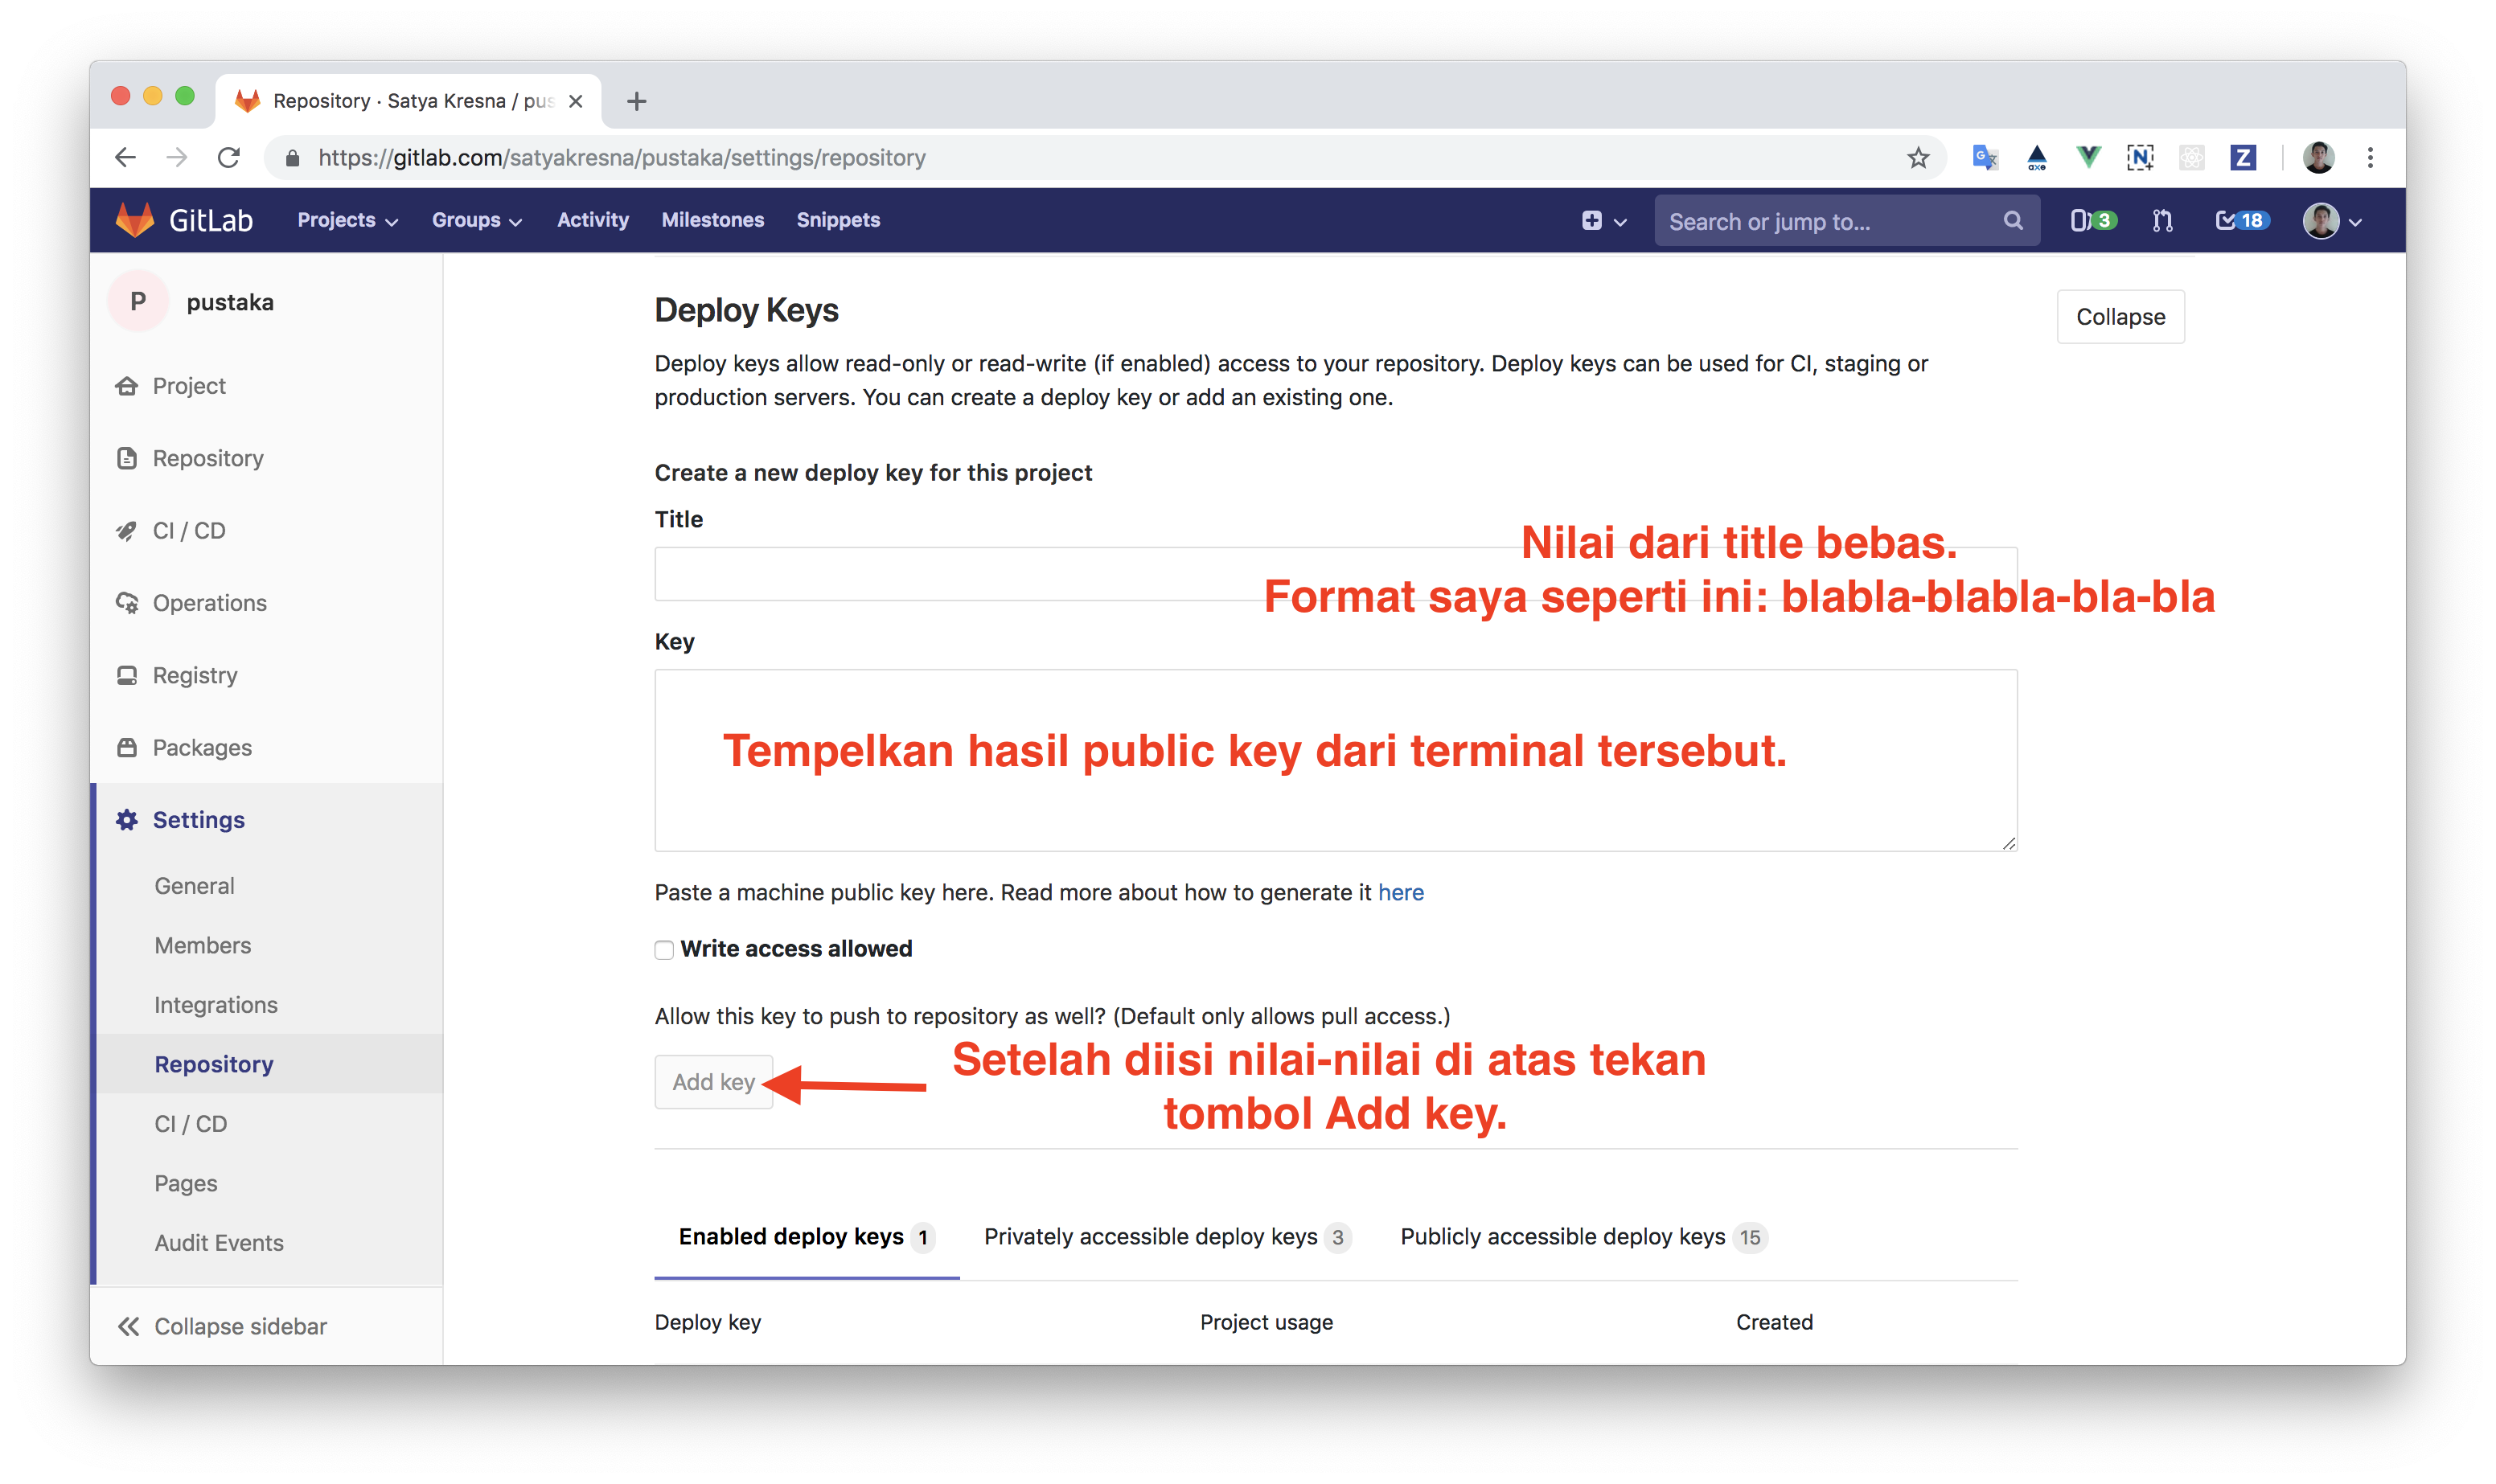 Repository · Satya Kresna / pus
https://gitlab.com/satyakresna/pustaka/settings/repository
GitLab Projects Groups Activity Milestones Snippets Search or jump to... 3 18
P pustaka
Project
Repository
CI / CD
Operations
Registry
Packages
Settings
General
Members
Integrations
Repository
CI / CD
Pages
Audit Events
Collapse sidebar
Deploy Keys
Collapse
Deploy keys allow read-only or read-write (if enabled) access to your repository. Deploy keys can be used for CI, staging or
production servers. You can create a deploy key or add an existing one.
Create a new deploy key for this project
Title
Nilai dari title bebas.
Format saya seperti ini: blabla-blabla-bla-bla
Key
Tempelkan hasil public key dari terminal tersebut.
Paste a machine public key here. Read more about how to generate it here
Write access allowed
Allow this key to push to repository as well? (Default only allows pull access.)
Add key
Setelah diisi nilai-nilai di atas tekan
tombol Add key.
Enabled deploy keys 1 Privately accessible deploy keys 3 Publicly accessible deploy keys 15
Deploy key Project usage Created